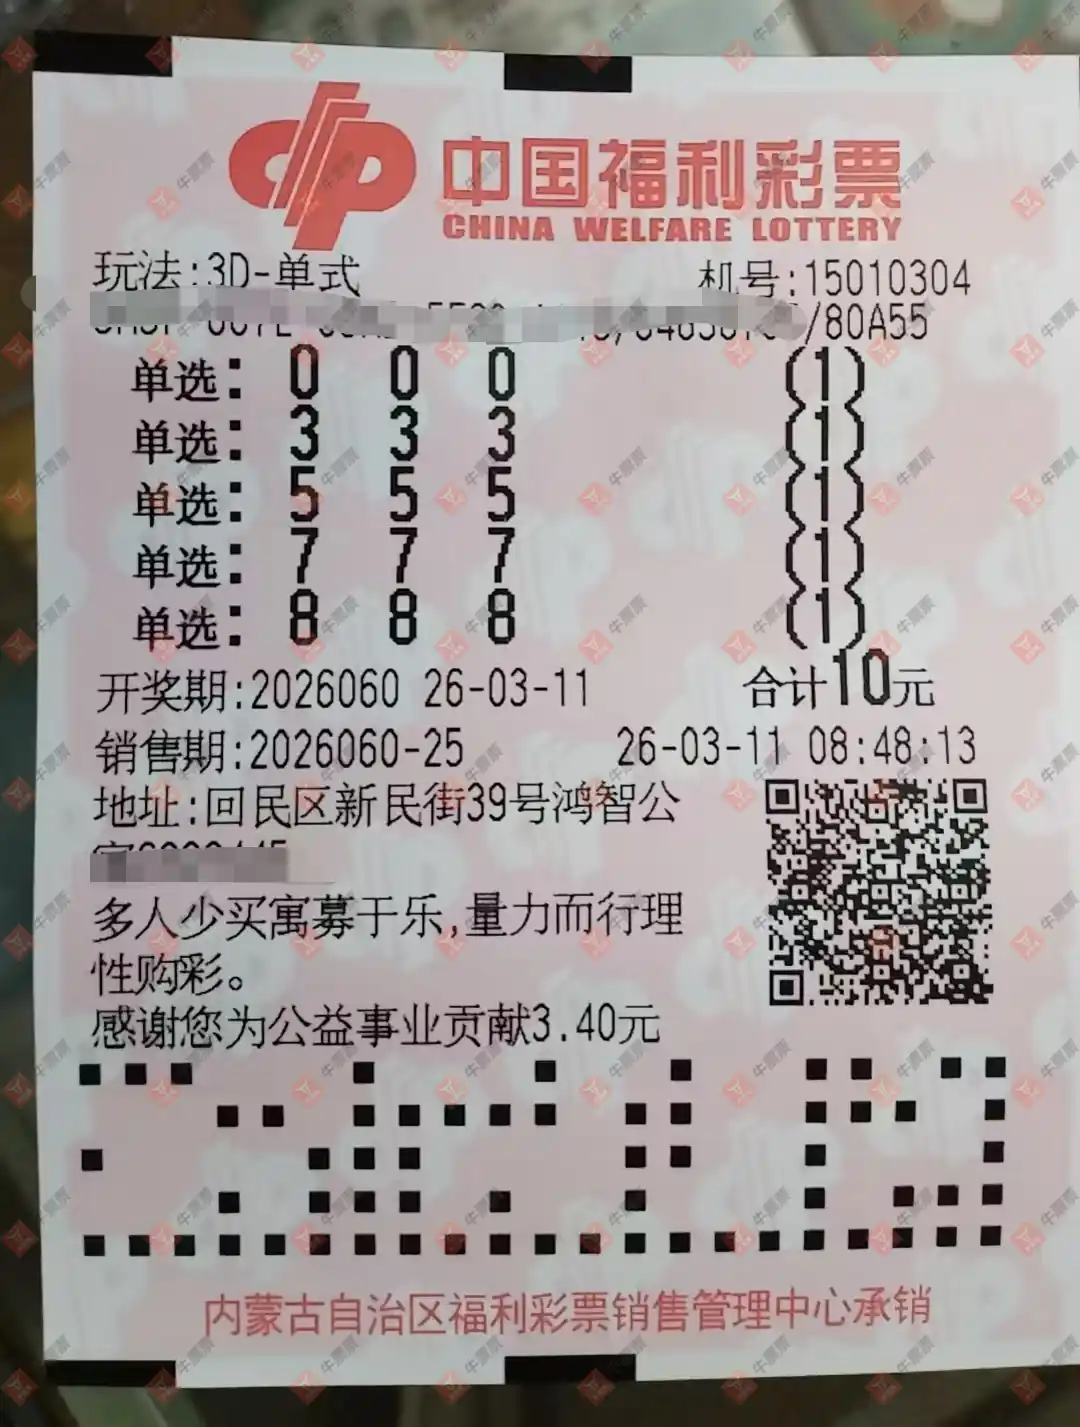 中国福利彩票
CHINA WELFARE LOTTERY
玩法:3D-单式 机号:15010304
/80A55
单选: 0 0 0 (1)
单选: 3 3 3 (1)
单选: 5 5 5 (1)
单选: 7 7 7 (1)
单选: 8 8 8 (1)
开奖期:2026060 26-03-11 合计10元
销售期:2026060-25 26-03-11 08:48:13
地址:回民区新民街39号鸿智公
多人少买寓募于乐,量力而行理
性购彩。
感谢您为公益事业贡献3.40元
内蒙古自治区福利彩票销售管理中心承销
牛票票